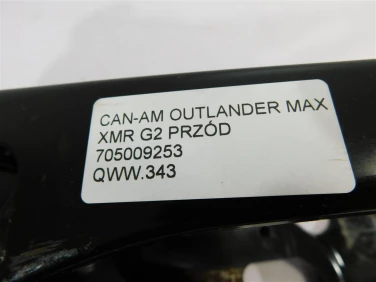 CAN-AM OUTLANDER MAX
XMR G2 PRZÓD
705009253
QWW.343